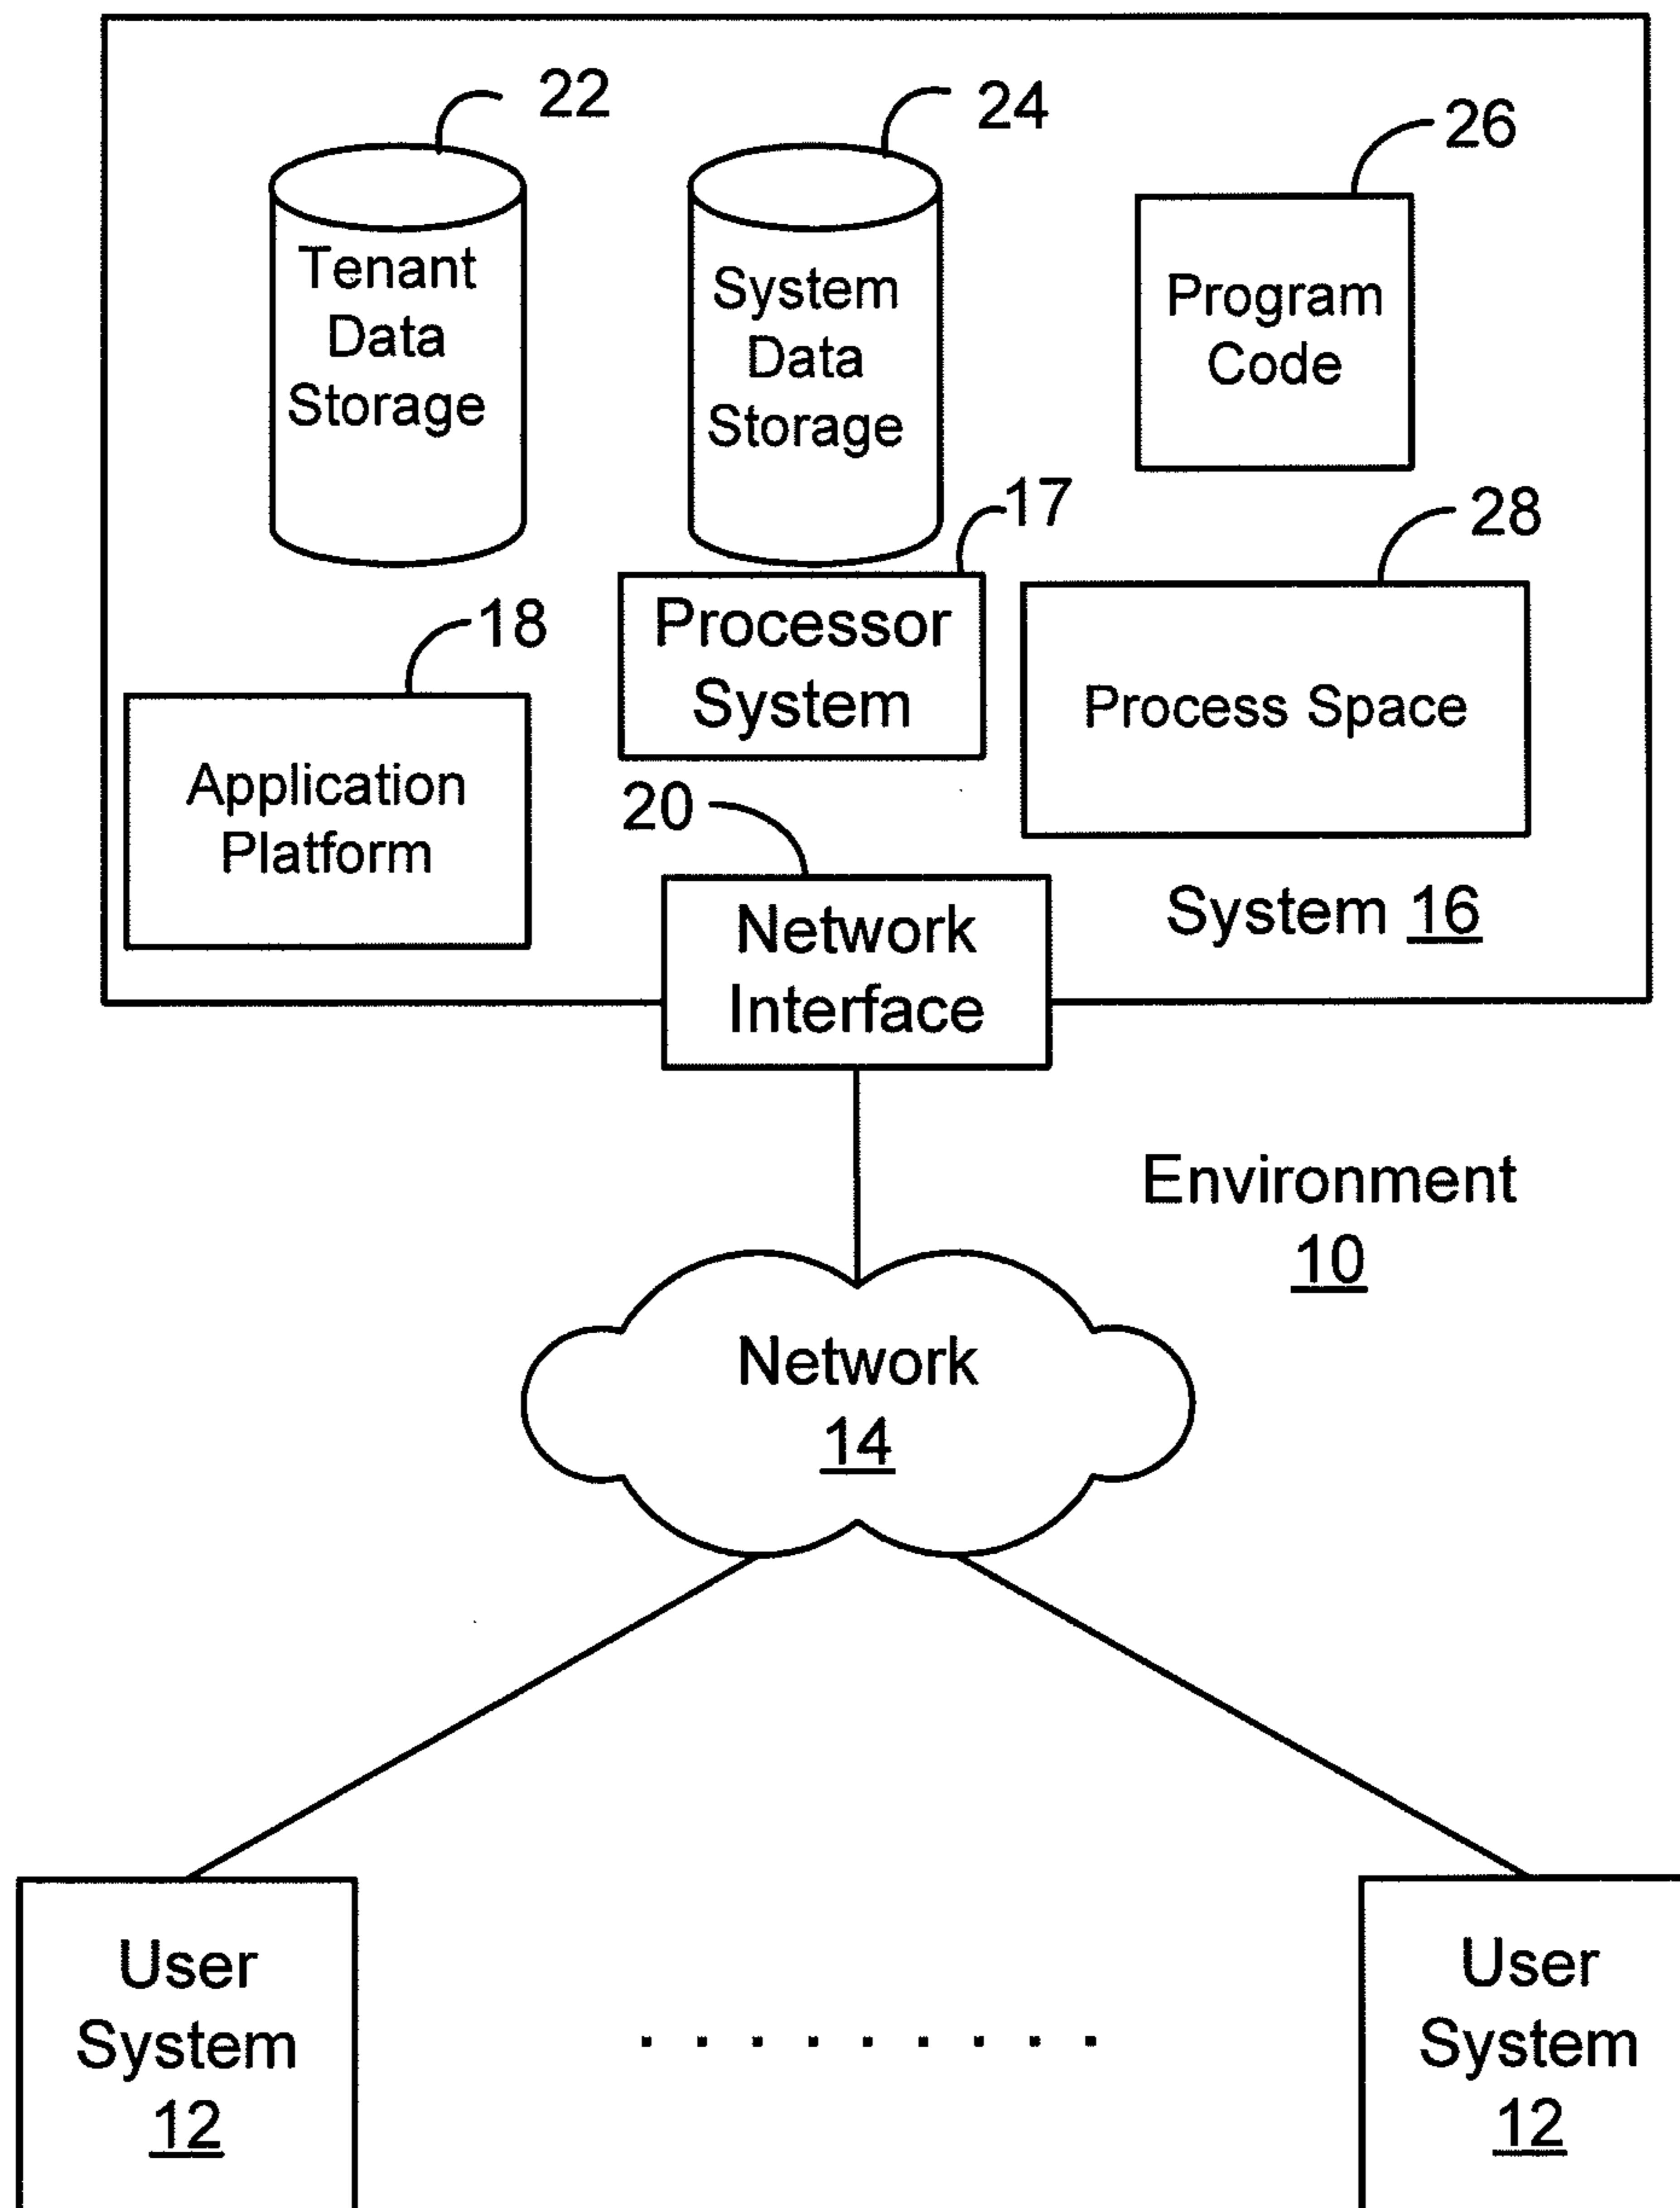 22
24
26
Tenant
Data
Storage
System
Data
Storage
Program
Code
17
28
18
Processor
System
Process Space
Application
Platform
20
System 16
Network
Interface
Environment
10
Network
14
User
System
12
User
System
12